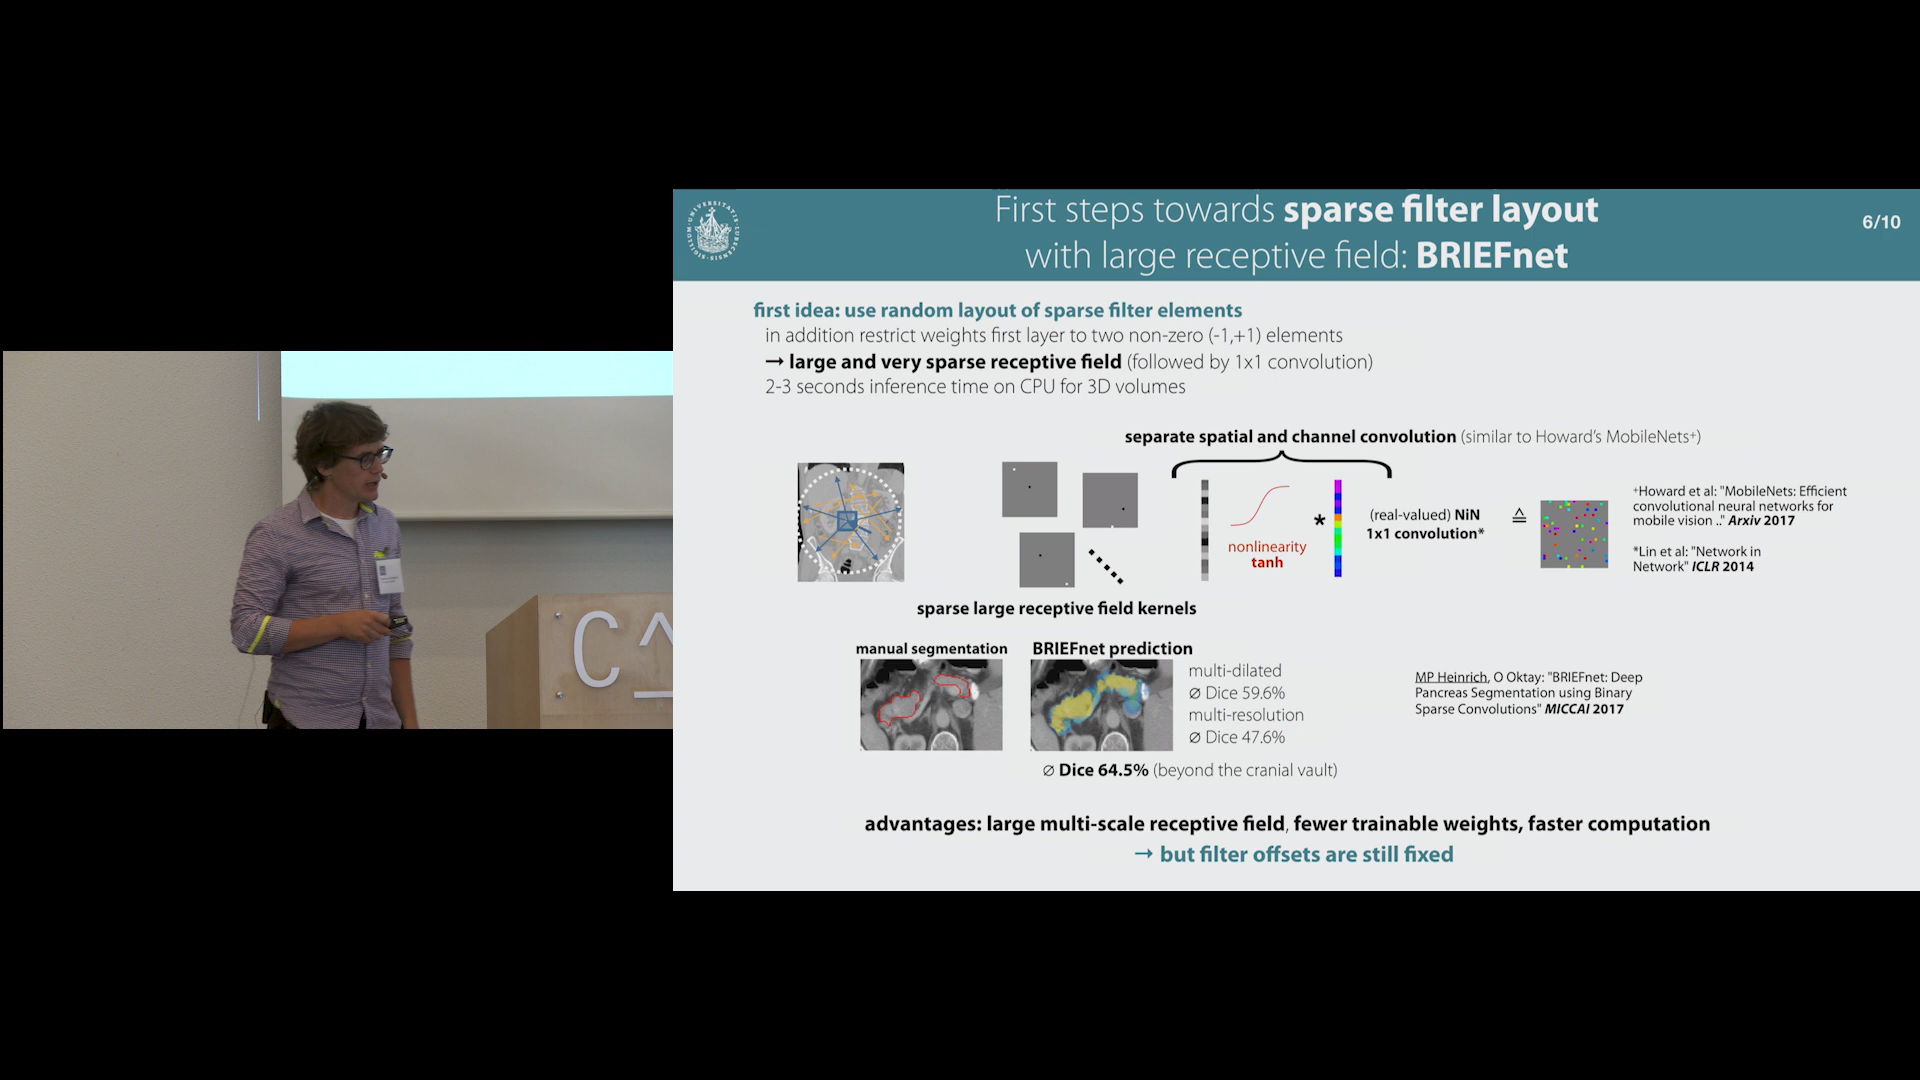 First steps towards sparse filter layout
with large receptive field: BRIEFnet
6/10
first idea: use random layout of sparse filter elements
in addition restrict weights first layer to two non-zero (-1,+1) elements
→ large and very sparse receptive field (followed by 1x1 convolution)
2-3 seconds inference time on CPU for 3D volumes
separate spatial and channel convolution (similar to Howard's MobileNets+)
nonlinearity
tanh
*
(real-valued) NiN
1x1 convolution*
≙
+Howard et al: "MobileNets: Efficient
convolutional neural networks for
mobile vision .." Arxiv 2017
*Lin et al: "Network in
Network" ICLR 2014
sparse large receptive field kernels
manual segmentation
BRIEFnet prediction
multi-dilated
∅ Dice 59.6%
multi-resolution
∅ Dice 47.6%
∅ Dice 64.5% (beyond the cranial vault)
MP Heinrich, O Oktay: "BRIEFnet: Deep
Pancreas Segmentation using Binary
Sparse Convolutions" MICCAI 2017
advantages: large multi-scale receptive field, fewer trainable weights, faster computation
→ but filter offsets are still fixed